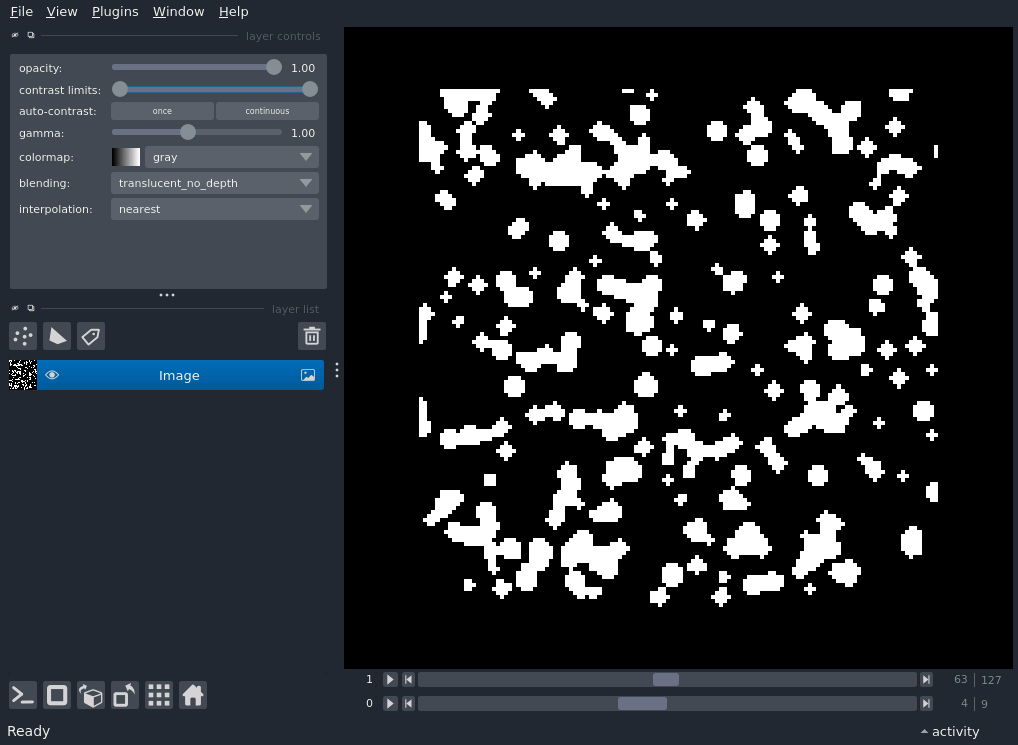 File View Plugins Window Help
layer controls
opacity: 1.00
contrast limits:
auto-contrast: once continuous
gamma: 1.00
colormap: gray
blending: translucent_no_depth
interpolation: nearest
layer list
Image
1 63 127
0 4 9
Ready activity